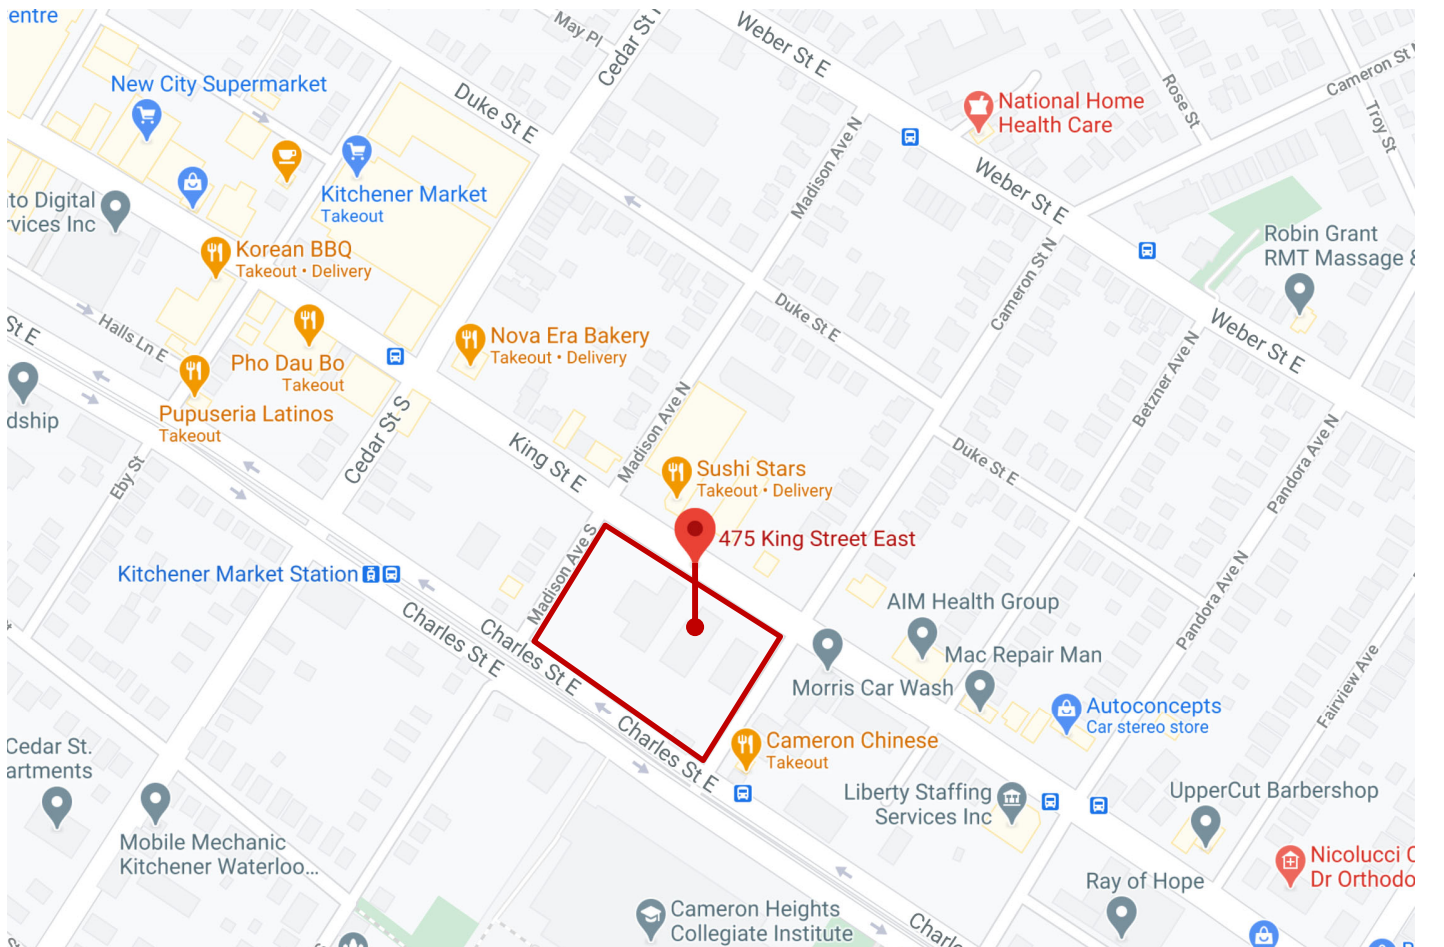 entre
May Pl
Cedar St
Weber St E
New City Supermarket
Duke St E
National Home
Health Care
Rose St
Cameron St N
Troy St
Madison Ave N
Kitchener Market
Takeout
Weber St E
to Digital
rvices Inc
Korean BBQ
Takeout • Delivery
Robin Grant
RMT Massage &
Cameron St N
Duke St E
Halls Ln E
St E
Nova Era Bakery
Takeout • Delivery
Weber St E
Pho Dau Bo
Takeout
Betzner Ave N
Pupuseria Latinos
Takeout
dship
Cedar St S
Madison Ave N
King St E
Duke St E
Pandora Ave N
Eby St
Sushi Stars
Takeout • Delivery
475 King Street East
Madison Ave S
Kitchener Market Station
Pandora Ave N
AIM Health Group
Charles St E
Charles St E
Mac Repair Man
Morris Car Wash
Fairview Ave
Autoconcepts
Car stereo store
Charles St E
Cameron Chinese
Takeout
Cedar St.
artments
Liberty Staffing
Services Inc
UpperCut Barbershop
Mobile Mechanic
Kitchener Waterloo...
Nicolucci
Dr Orthodo
Ray of Hope
Cameron Heights
Collegiate Institute
Charle